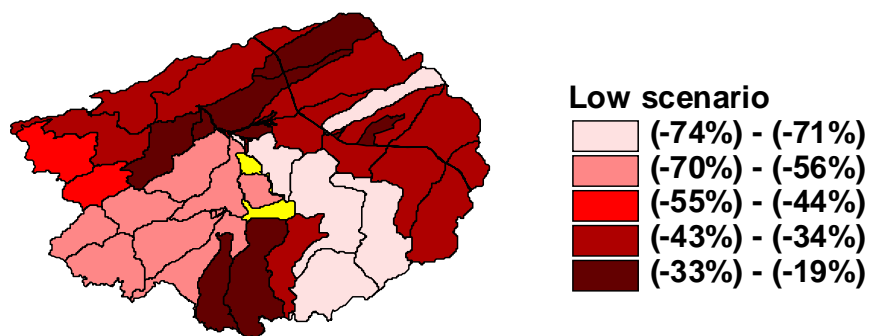 Low scenario
(-74%) - (-71%)
(-70%) - (-56%)
(-55%) - (-44%)
(-43%) - (-34%)
(-33%) - (-19%)